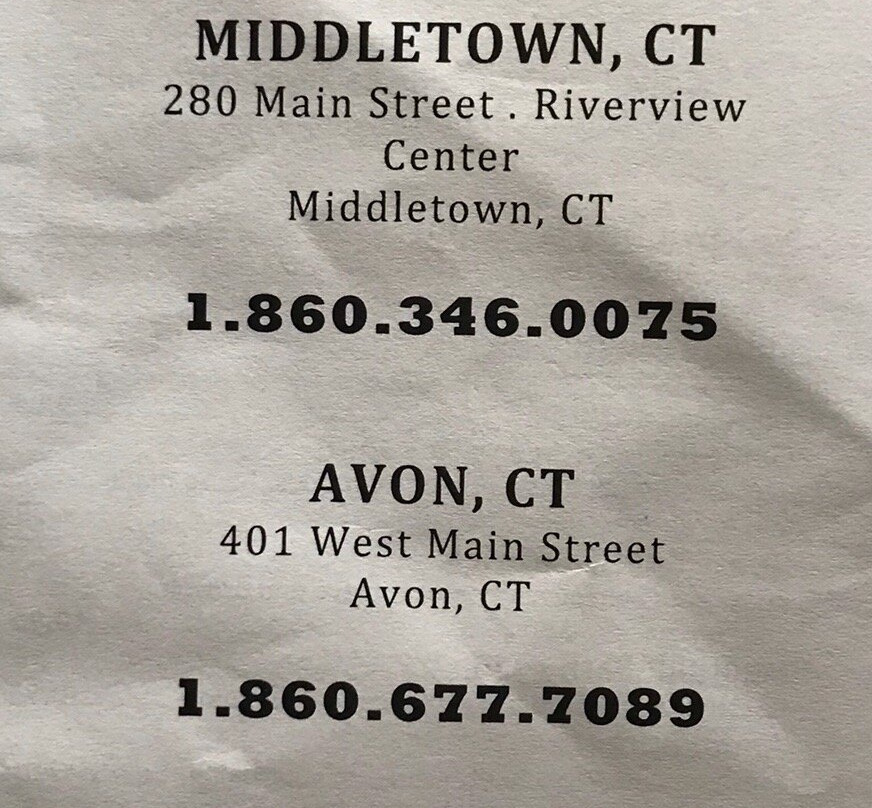 MIDDLETOWN, CT
280 Main Street . Riverview
Center
Middletown, CT
1.860.346.0075
AVON, CT
401 West Main Street
Avon, CT
1.860.677.7089